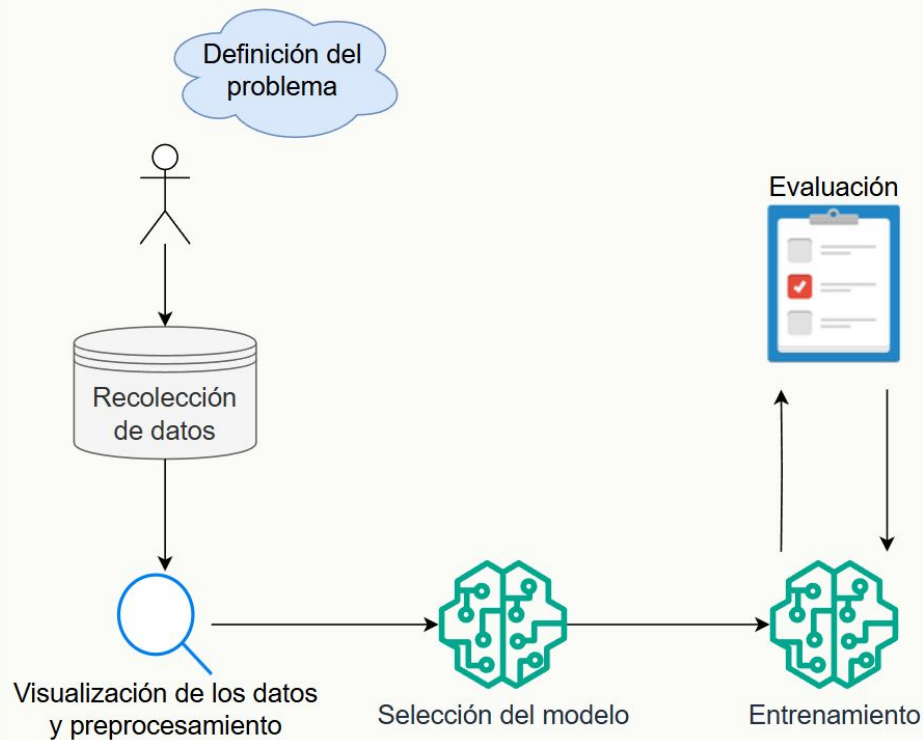 Definición del
problema
Evaluación
Recolección
de datos
Visualización de los datos
y preprocesamiento
Selección del modelo
Entrenamiento